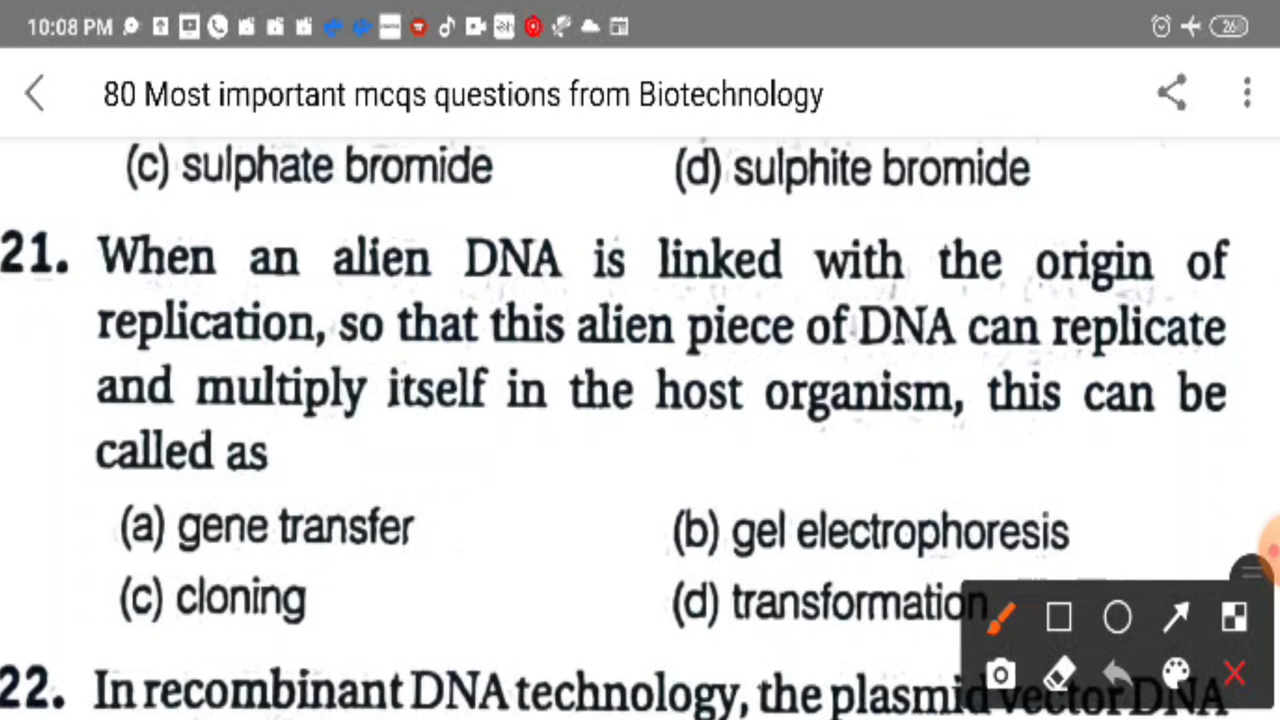 10:08 PM 26
80 Most important mcqs questions from Biotechnology
(c) sulphate bromide (d) sulphite bromide
21. When an alien DNA is linked with the origin of
replication, so that this alien piece of DNA can replicate
and multiply itself in the host organism, this can be
called as
(a) gene transfer (b) gel electrophoresis
(c) cloning (d) transformation
22. In recombinant DNA technology, the plasmid vector DNA